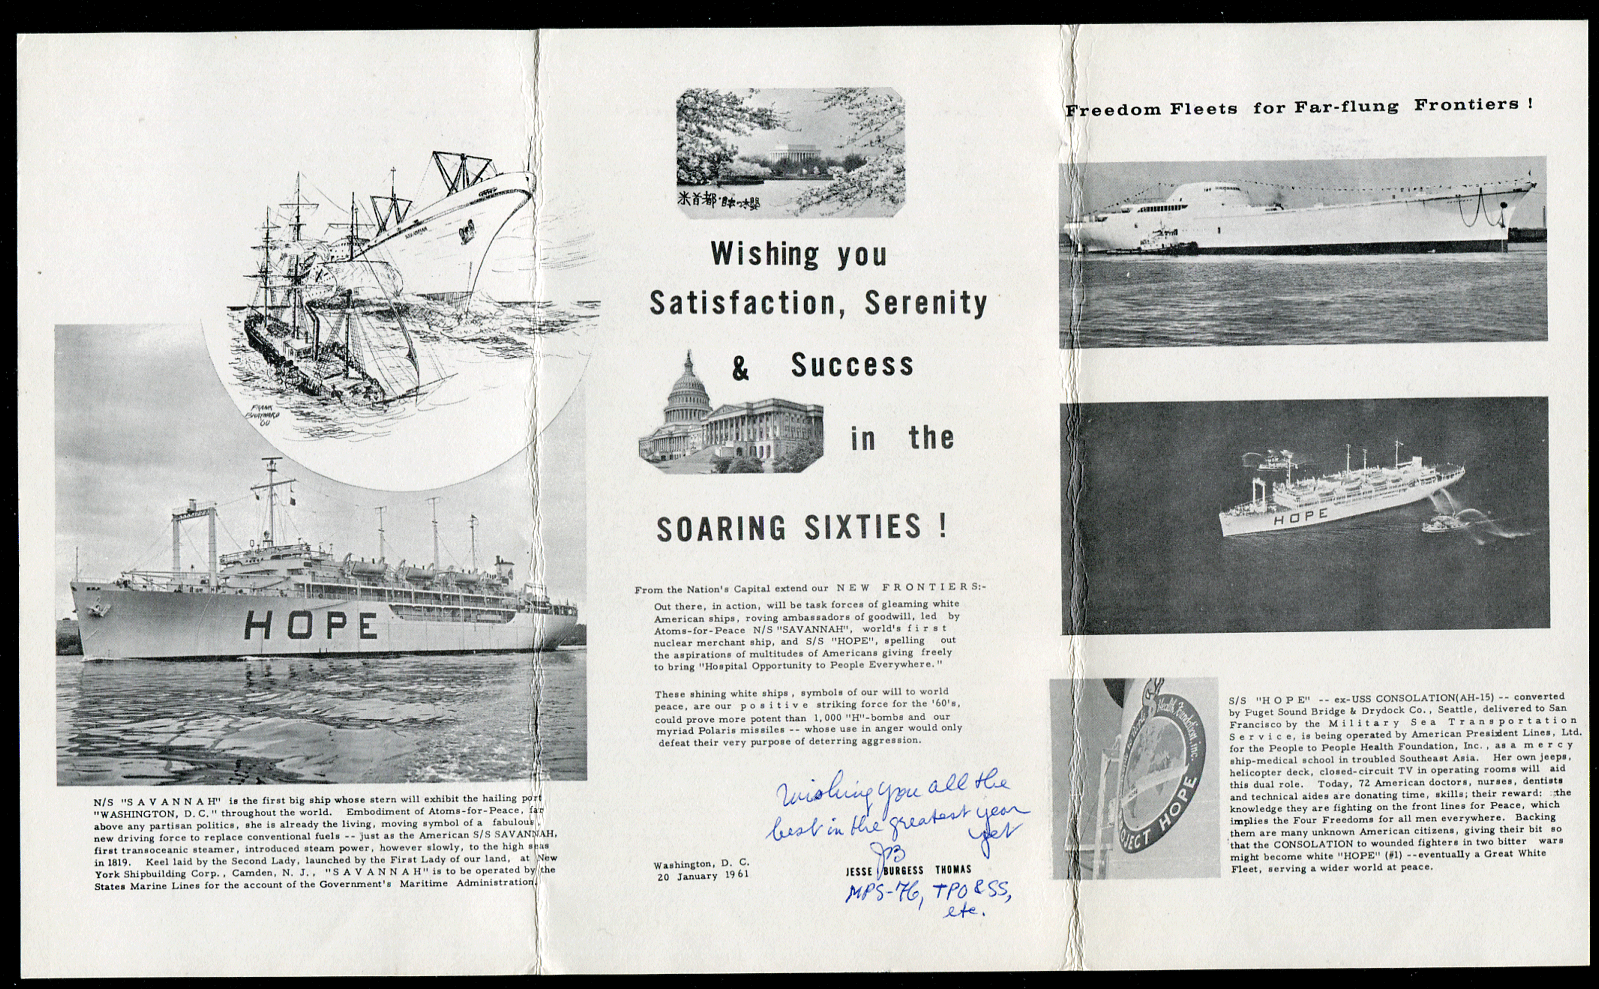 FRANK
BRAYNARD
'60
SAVANNAH
HOPE
N/S "S A V A N N A H" is the first big ship whose stern will exhibit the hailing port
"WASHINGTON, D. C." throughout the world. Embodiment of Atoms-for-Peace, far
above any partisan politics, she is already the living, moving symbol of a fabulous,
new driving force to replace conventional fuels -- just as the American S/S SAVANNAH,
first transoceanic steamer, introduced steam power, however slowly, to the high seas
in 1819. Keel laid by the Second Lady, launched by the First Lady of our land, at New
York Shipbuilding Corp., Camden, N. J., "S A V A N N A H" is to be operated by the
States Marine Lines for the account of the Government's Maritime Administration.
米首都
Wishing you
Satisfaction, Serenity
& Success
in the
SOARING SIXTIES !
From the Nation's Capital extend our N E W F R O N T I E R S:-
Out there, in action, will be task forces of gleaming white
American ships, roving ambassadors of goodwill, led by
Atoms-for-Peace N/S "SAVANNAH", world's f i r s t
nuclear merchant ship, and S/S "HOPE", spelling out
the aspirations of multitudes of Americans giving freely
to bring "Hospital Opportunity to People Everywhere."
These shining white ships, symbols of our will to world
peace, are our p o s i t i v e striking force for the '60's,
could prove more potent than 1,000 "H"-bombs and our
myriad Polaris missiles -- whose use in anger would only
defeat their very purpose of deterring aggression.
Wishing you all the
best in the greatest year
yet
JB
Washington, D. C.
20 January 1961
JESSE BURGESS THOMAS
MPS-76, TPO & SS,
etc.
Freedom Fleets for Far-flung Frontiers !
HOPE
Health Foundation, Inc.
PROJECT HOPE
S/S "H O P E" -- ex-USS CONSOLATION(AH-15) -- converted
by Puget Sound Bridge & Drydock Co., Seattle, delivered to San
Francisco by the M i l i t a r y S e a T r a n s p o r t a t i o n
S e r v i c e, is being operated by American President Lines, Ltd.
for the People to People Health Foundation, Inc., as a m e r c y
ship-medical school in troubled Southeast Asia. Her own jeeps,
helicopter deck, closed-circuit TV in operating rooms will aid
this dual role. Today, 72 American doctors, nurses, dentists
and technical aides are donating time, skills; their reward: :the
knowledge they are fighting on the front lines for Peace, which
implies the Four Freedoms for all men everywhere. Backing
them are many unknown American citizens, giving their bit so
that the CONSOLATION to wounded fighters in two bitter wars
might become white "HOPE" (#1) --eventually a Great White
Fleet, serving a wider world at peace.